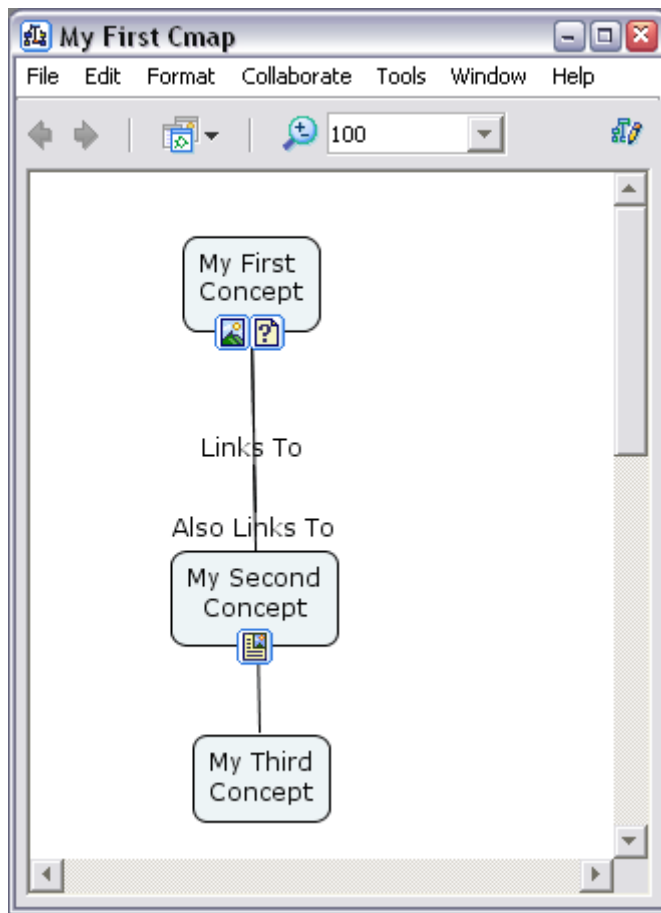 My First Cmap
File Edit Format Collaborate Tools Window Help
100
My First
Concept
?
Links To
Also Links To
My Second
Concept
My Third
Concept